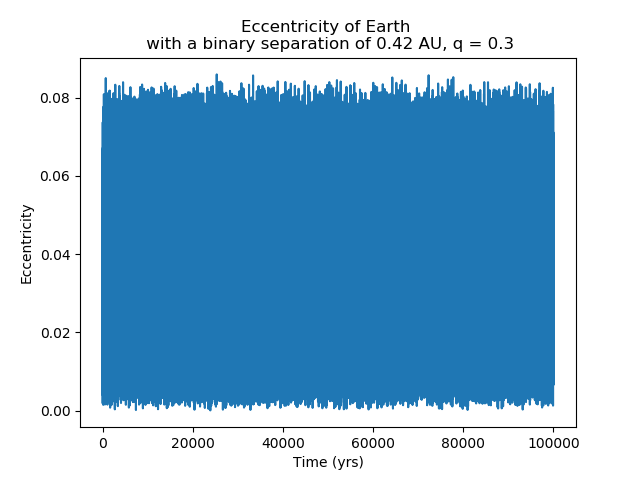 Eccentricity of Earth
with a binary separation of 0.42 AU, q = 0.3
Eccentricity
0.08
0.06
0.04
0.02
0.00
0 20000 40000 60000 80000 100000
Time (yrs)